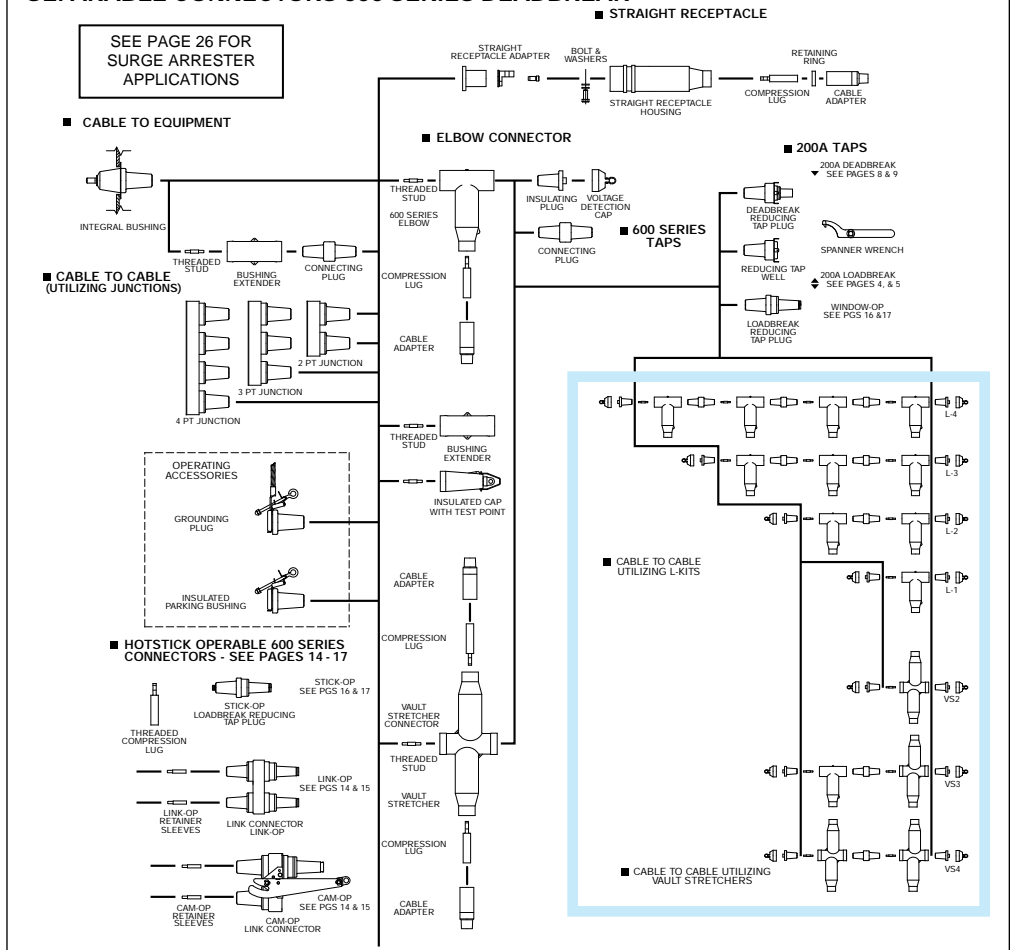 ■ STRAIGHT RECEPTACLE
SEE PAGE 26 FOR
SURGE ARRESTER
APPLICATIONS
STRAIGHT
RECEPTACLE ADAPTER
BOLT &
WASHERS
STRAIGHT RECEPTACLE
HOUSING
RETAINING
RING
COMPRESSION
LUG
CABLE
ADAPTER
■ CABLE TO EQUIPMENT
INTEGRAL BUSHING
THREADED
STUD
BUSHING
EXTENDER
CONNECTING
PLUG
■ ELBOW CONNECTOR
THREADED
STUD
600 SERIES
ELBOW
INSULATING
PLUG
VOLTAGE
DETECTION
CAP
CONNECTING
PLUG
■ 600 SERIES
TAPS
COMPRESSION
LUG
CABLE
ADAPTER
■ 200A TAPS
200A DEADBREAK
▼ SEE PAGES 8 & 9
DEADBREAK
REDUCING
TAP PLUG
SPANNER WRENCH
REDUCING TAP
WELL
200A LOADBREAK
SEE PAGES 4, & 5
WINDOW-OP
SEE PGS 16 &17
LOADBREAK
REDUCING
TAP PLUG
■ CABLE TO CABLE
(UTILIZING JUNCTIONS)
2 PT JUNCTION
3 PT JUNCTION
4 PT JUNCTION
THREADED
STUD
BUSHING
EXTENDER
INSULATED CAP
WITH TEST POINT
OPERATING
ACCESSORIES
GROUNDING
PLUG
INSULATED
PARKING BUSHING
CABLE
ADAPTER
COMPRESSION
LUG
VAULT
STRETCHER
CONNECTOR
THREADED
STUD
VAULT
STRETCHER
COMPRESSION
LUG
CABLE
ADAPTER
■ HOTSTICK OPERABLE 600 SERIES
CONNECTORS - SEE PAGES 14 - 17
THREADED
COMPRESSION
LUG
STICK-OP
LOADBREAK REDUCING
TAP PLUG
STICK-OP
SEE PGS 16 & 17
LINK-OP
RETAINER
SLEEVES
LINK CONNECTOR
LINK-OP
LINK-OP
SEE PGS 14 & 15
CAM-OP
RETAINER
SLEEVES
CAM-OP
LINK CONNECTOR
CAM-OP
SEE PGS 14 & 15
L-4
L-3
L-2
■ CABLE TO CABLE
UTILIZING L-KITS
L-1
VS2
VS3
VS4
■ CABLE TO CABLE UTILIZING
VAULT STRETCHERS